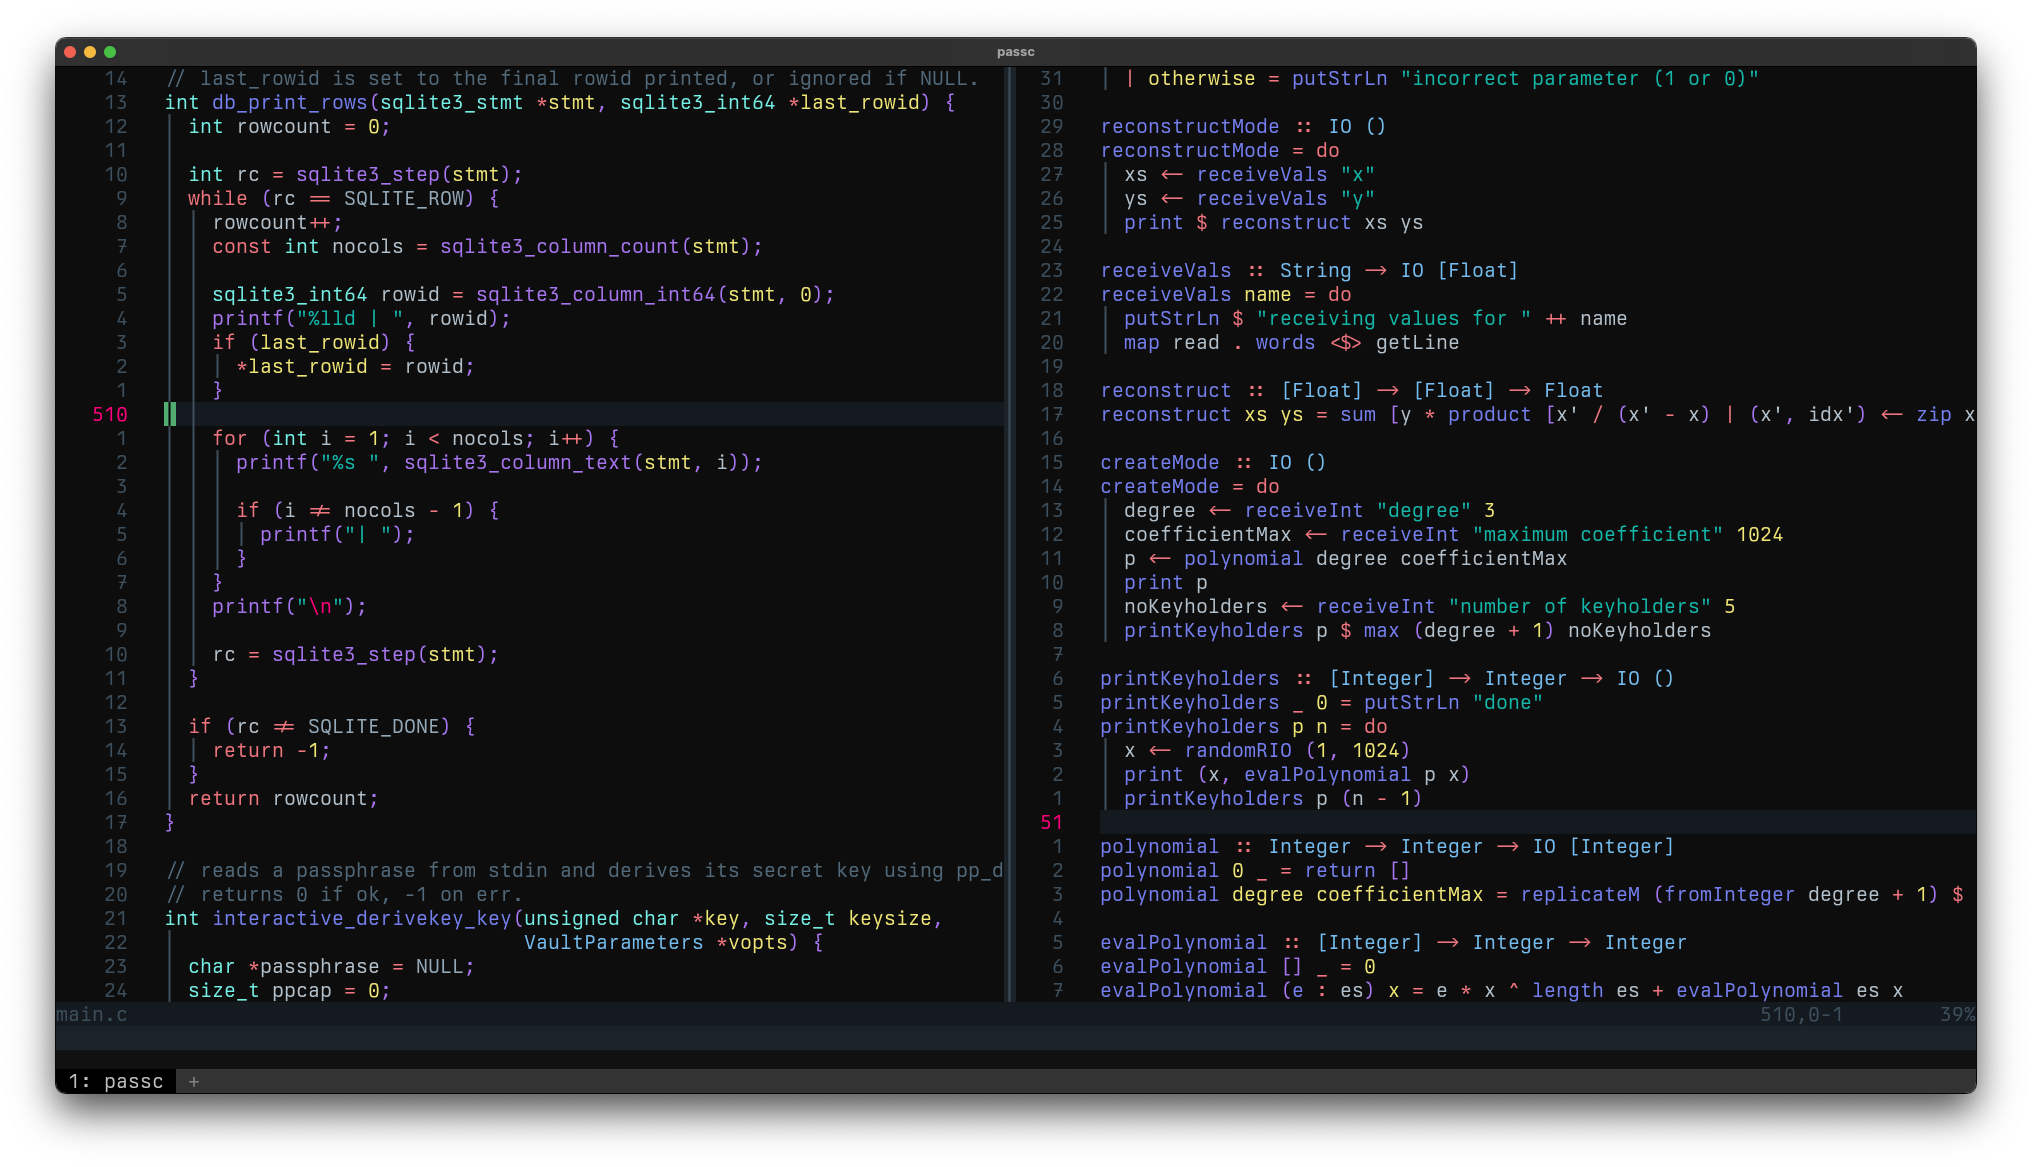 passc
14 // last_rowid is set to the final rowid printed, or ignored if NULL.
13 int db_print_rows(sqlite3_stmt *stmt, sqlite3_int64 *last_rowid) {
12 int rowcount = 0;
11
10 int rc = sqlite3_step(stmt);
9 while (rc == SQLITE_ROW) {
8 rowcount++;
7 const int nocols = sqlite3_column_count(stmt);
6
5 sqlite3_int64 rowid = sqlite3_column_int64(stmt, 0);
4 printf("%lld | ", rowid);
3 if (last_rowid) {
2 *last_rowid = rowid;
1 }
510
1 for (int i = 1; i < nocols; i++) {
2 printf("%s ", sqlite3_column_text(stmt, i));
3
4 if (i != nocols - 1) {
5 printf("| ");
6 }
7 }
8 printf("\n");
9
10 rc = sqlite3_step(stmt);
11 }
12
13 if (rc != SQLITE_DONE) {
14 return -1;
15 }
16 return rowcount;
17 }
18
19 // reads a passphrase from stdin and derives its secret key using pp_d
20 // returns 0 if ok, -1 on err.
21 int interactive_derivekey_key(unsigned char *key, size_t keysize,
22 VaultParameters *vopts) {
23 char *passphrase = NULL;
24 size_t ppcap = 0;
31 | otherwise = putStrLn "incorrect parameter (1 or 0)"
30
29 reconstructMode :: IO ()
28 reconstructMode = do
27 xs <- receiveVals "x"
26 ys <- receiveVals "y"
25 print $ reconstruct xs ys
24
23 receiveVals :: String -> IO [Float]
22 receiveVals name = do
21 putStrLn $ "receiving values for " ++ name
20 map read . words <$> getLine
19
18 reconstruct :: [Float] -> [Float] -> Float
17 reconstruct xs ys = sum [y * product [x' / (x' - x) | (x', idx') <- zip x
16
15 createMode :: IO ()
14 createMode = do
13 degree <- receiveInt "degree" 3
12 coefficientMax <- receiveInt "maximum coefficient" 1024
11 p <- polynomial degree coefficientMax
10 print p
9 noKeyholders <- receiveInt "number of keyholders" 5
8 printKeyholders p $ max (degree + 1) noKeyholders
7
6 printKeyholders :: [Integer] -> Integer -> IO ()
5 printKeyholders _ 0 = putStrLn "done"
4 printKeyholders p n = do
3 x <- randomRIO (1, 1024)
2 print (x, evalPolynomial p x)
1 printKeyholders p (n - 1)
51
1 polynomial :: Integer -> Integer -> IO [Integer]
2 polynomial 0 _ = return []
3 polynomial degree coefficientMax = replicateM (fromInteger degree + 1) $
4
5 evalPolynomial :: [Integer] -> Integer -> Integer
6 evalPolynomial [] _ = 0
7 evalPolynomial (e : es) x = e * x ^ length es + evalPolynomial es x
main.c 510,0-1 39%
1: passc +